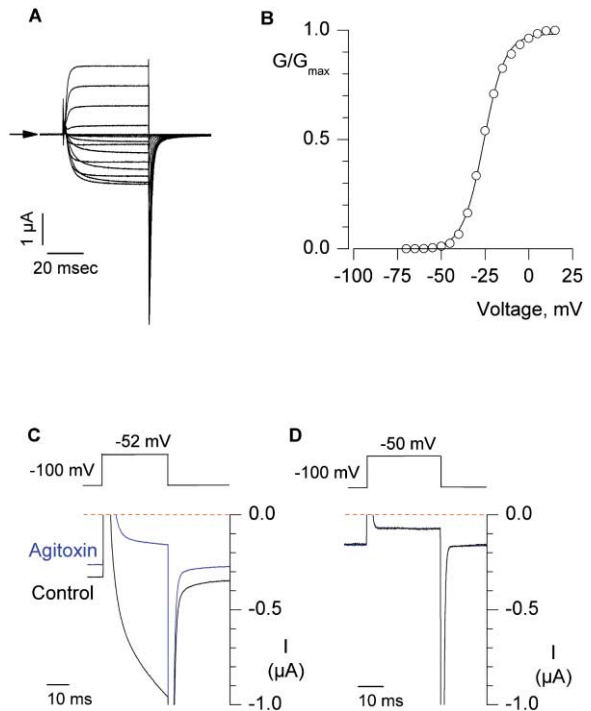 A
1 µA
20 msec
B
G/Gmax
1.0
0.5
0.0
-100 -75 -50 -25 0 25
Voltage, mV
C
-52 mV
-100 mV
0.0
Agitoxin
Control
-0.5
I
(µA)
-1.0
10 ms
D
-50 mV
-100 mV
0.0
-0.5
I
(µA)
-1.0
10 ms